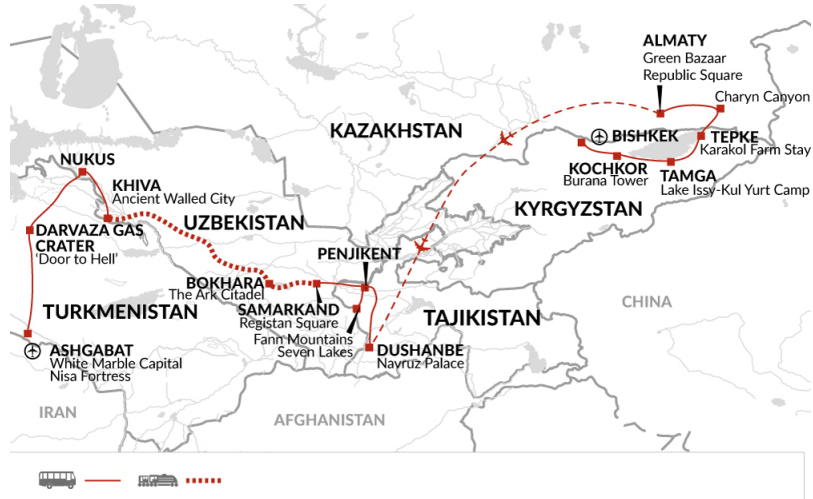 ALMATY
Green Bazaar
Republic Square
Charyn Canyon
KAZAKHSTAN
BISHKEK
TEPKE
Karakol Farm Stay
NUKUS
KOCHKOR
Burana Tower
TAMGA
Lake Issy-Kul Yurt Camp
KHIVA
Ancient Walled City
UZBEKISTAN
KYRGYZSTAN
DARVAZA GAS
CRATER
'Door to Hell'
PENJIKENT
BOKHARA
The Ark Citadel
CHINA
TURKMENISTAN
SAMARKAND
Registan Square
TAJIKISTAN
Fann Mountains
Seven Lakes
ASHGABAT
White Marble Capital
Nisa Fortress
DUSHANBE
Navruz Palace
IRAN
AFGHANISTAN